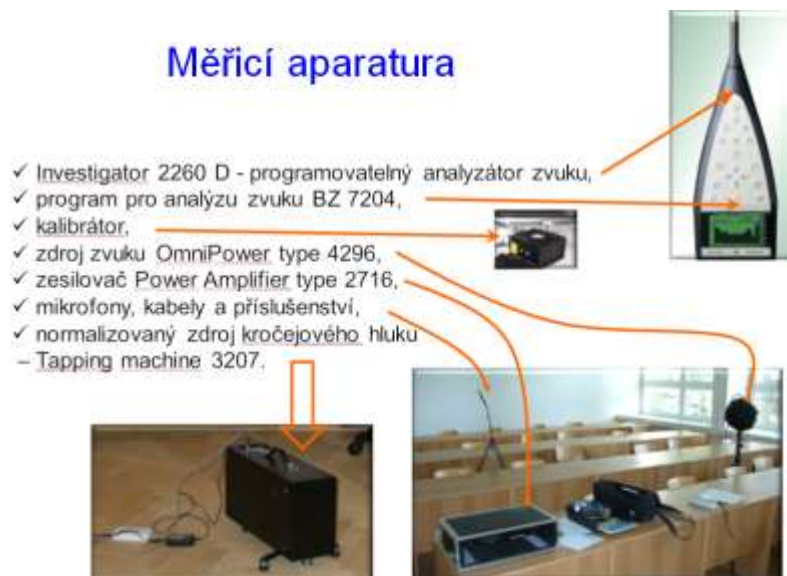 Měřicí aparatura
✓ Investigator 2260 D - programovatelný analyzátor zvuku,
✓ program pro analýzu zvuku BZ 7204,
✓ kalibrátor,
✓ zdroj zvuku OmniPower type 4296,
✓ zesilovač Power Amplifier type 2716,
✓ mikrofony, kabely a příslušenství,
✓ normalizovaný zdroj kročejového hluku
– Tapping machine 3207.